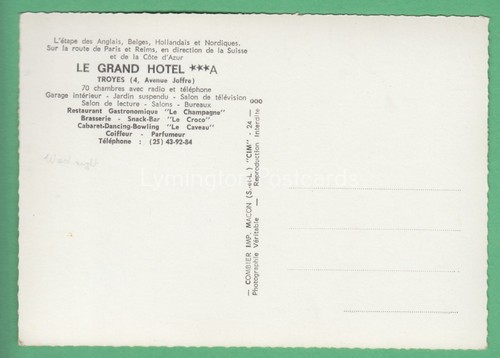 L'étape des Anglais, Belges, Hollandais et Nordiques.
Sur la route de Paris et Reims, en direction de la Suisse
et de la Côte d'Azur
LE GRAND HOTEL ***A
TROYES (4, Avenue Joffre)
70 chambres avec radio et téléphone
Garage intérieur - Jardin suspendu - Salon de télévision
Salon de lecture - Salons - Bureaux
Restaurant Gastronomique "Le Champagne"
Brasserie - Snack-Bar "Le Croco"
Cabaret-Dancing-Bowling "Le Caveau"
Coiffeur - Parfumeur
Téléphone : (25) 43-92-84
Lymington Postcards
— COMBIER IMP. MACON (S.-et-L.) "CIM" - 24 —
Photographie Véritable - Reproduction Interdite